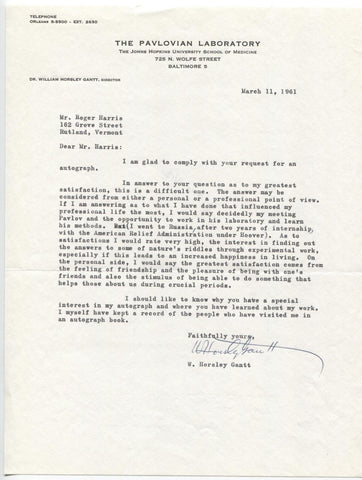 TELEPHONE
ORLEANS 5-5500 - EXT. 3650
THE PAVLOVIAN LABORATORY
THE JOHNS HOPKINS UNIVERSITY SCHOOL OF MEDICINE
725 N. WOLFE STREET
BALTIMORE 5
DR. WILLIAM HORSLEY GANTT, DIRECTOR
March 11, 1961
Mr. Roger Harris
162 Grove Street
Rutland, Vermont
Dear Mr. Harris:
I am glad to comply with your request for an
autograph.
In answer to your question as to my greatest
satisfaction, this is a difficult one. The answer may be
considered from either a personal or a professional point of view.
If I am answering as to what I have done that influenced my
professional life the most, I would say decidedly my meeting
Pavlov and the opportunity to work in his laboratory and learn
his methods. (I went to Russia, after two years of internship,
with the American Relief Administration under Hoover). As to
satisfactions I would rate very high, the interest in finding out
the answers to some of nature's riddles through experimental work,
especially if this leads to an increased happiness in living. On
the personal side, I would say the greatest satisfaction comes from
the feeling of friendship and the pleasure of being with one's
friends and also the stimulus of being able to do something that
helps those about us during crucial periods.
I should like to know why you have a special
interest in my autograph and where you have learned about my work.
I myself have kept a record of the people who have visited me in
an autograph book.
Faithfully yours,
W Horsley Gantt
W. Horsley Gantt